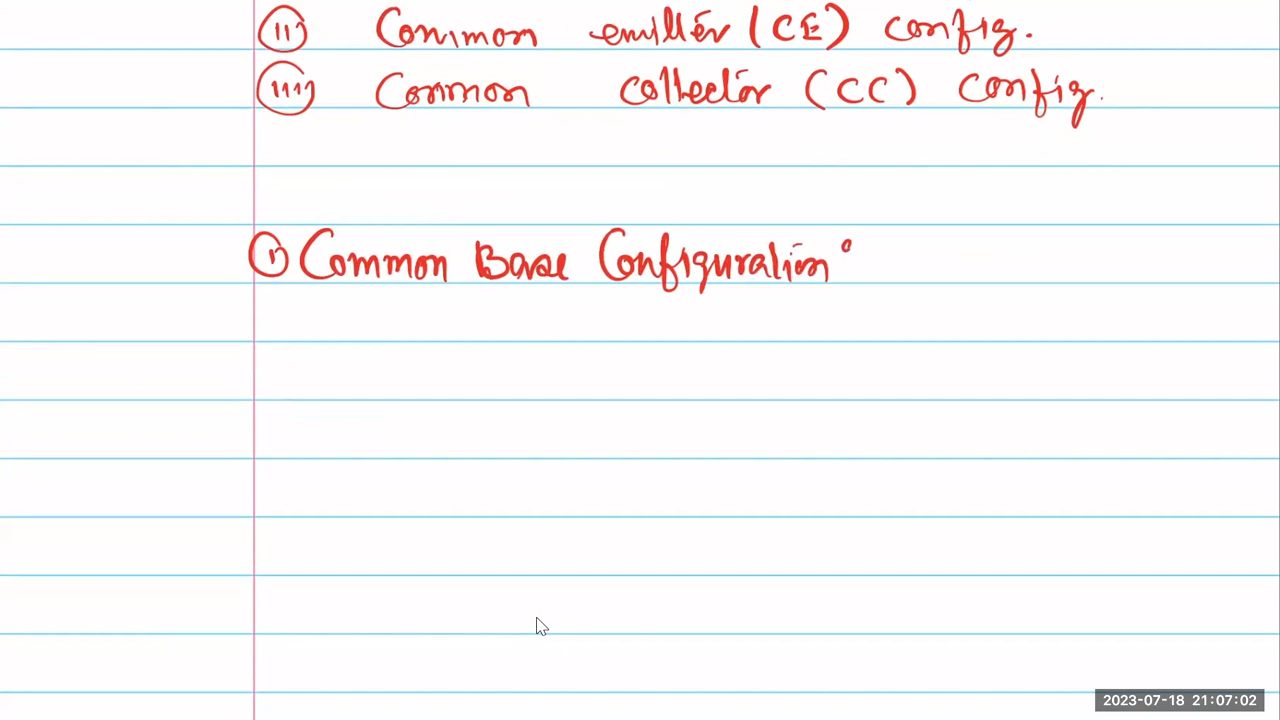 (ii) Common emitter (CE) config.
(iii) Common collector (CC) config.
(i) Common Base Configuration :
2023-07-18 21:07:02